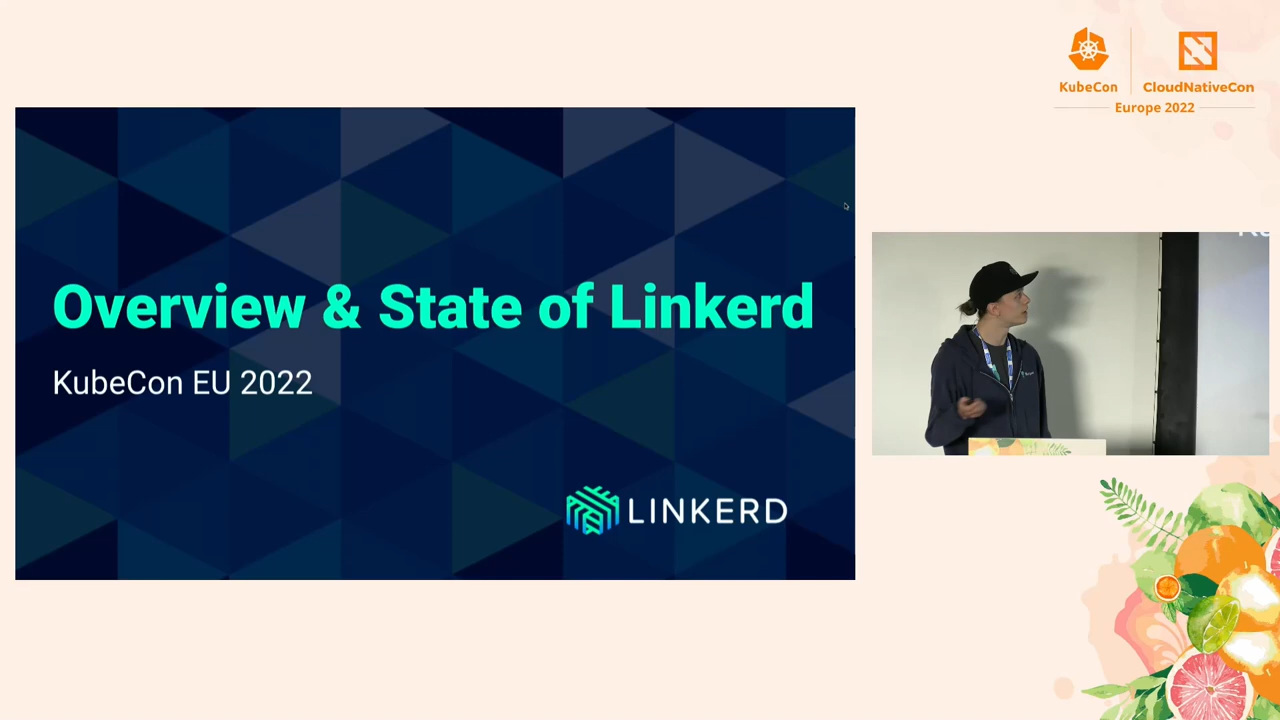 KubeCon
CloudNativeCon
Europe 2022
Overview & State of Linkerd
KubeCon EU 2022
LINKERD